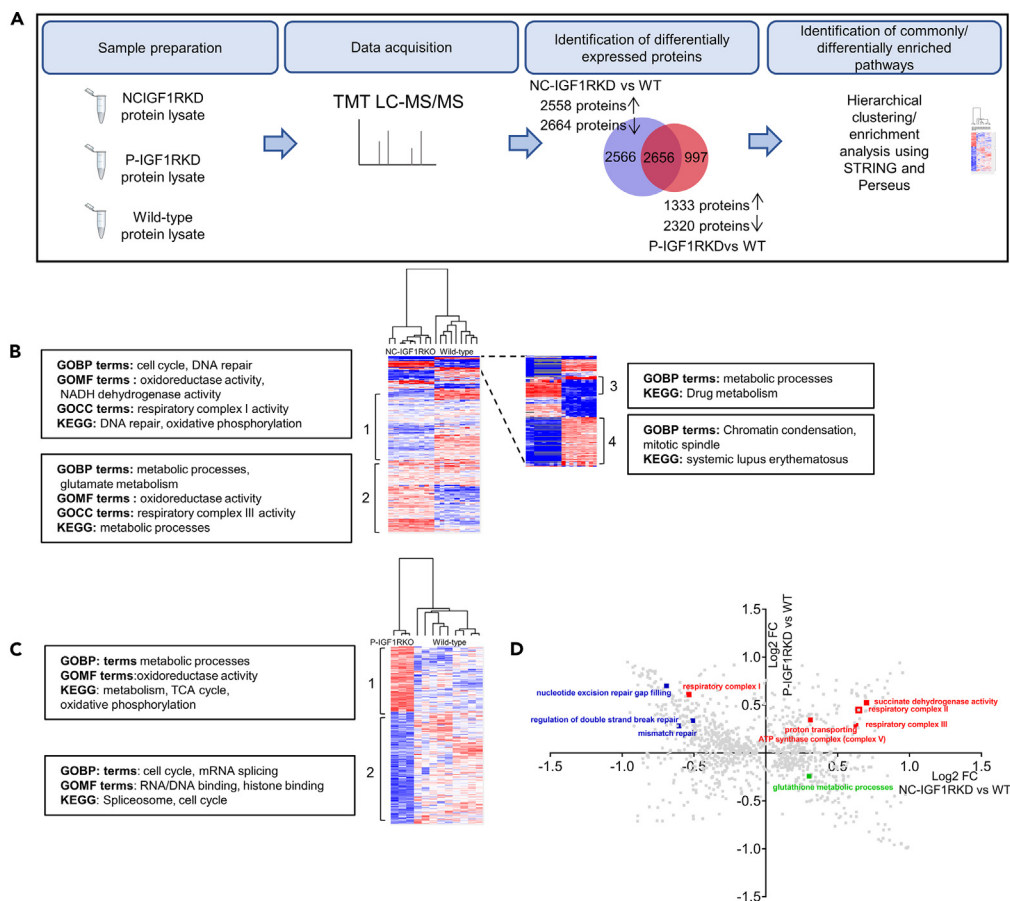 A
Sample preparation
NCIGF1RKD
protein lysate
P-IGF1RKD
protein lysate
Wild-type
protein lysate
Data acquisition
TMT LC-MS/MS
Identification of differentially
expressed proteins
NC-IGF1RKD vs WT
2558 proteins↑
2664 proteins↓
2566 2656 997
1333 proteins↑
2320 proteins↓
P-IGF1RKDvs WT
Identification of commonly/
differentially enriched
pathways
Hierarchical
clustering/
enrichment
analysis using
STRING and
Perseus
B
GOBP terms: cell cycle, DNA repair
GOMF terms : oxidoreductase activity,
NADH dehydrogenase activity
GOCC terms: respiratory complex I activity
KEGG: DNA repair, oxidative phosphorylation
GOBP terms: metabolic processes,
glutamate metabolism
GOMF terms : oxidoreductase activity
GOCC terms: respiratory complex III activity
KEGG: metabolic processes
NC-IGF1RKO Wild-type
1
2
3
4
GOBP terms: metabolic processes
KEGG: Drug metabolism
GOBP terms: Chromatin condensation,
mitotic spindle
KEGG: systemic lupus erythematosus
C
GOBP: terms metabolic processes
GOMF terms:oxidoreductase activity
KEGG: metabolism, TCA cycle,
oxidative phosphorylation
GOBP: terms: cell cycle, mRNA splicing
GOMF terms: RNA/DNA binding, histone binding
KEGG: Spliceosome, cell cycle
P-IGF1RKO Wild-type
1
2
D
1.5
1.0
0.5
-0.5
-1.0
-1.5
Log2 FC
P-IGF1RKD vs WT
-1.5 -1.0 -0.5 0.0 0.5 1.0 1.5
Log2 FC
NC-IGF1RKD vs WT
nucleotide excision repair gap filling
respiratory complex I
regulation of double strand break repair
mismatch repair
succinate dehydrogenase activity
respiratory complex II
respiratory complex III
proton transporting
ATP synthase complex (complex V)
glutathione metabolic processes